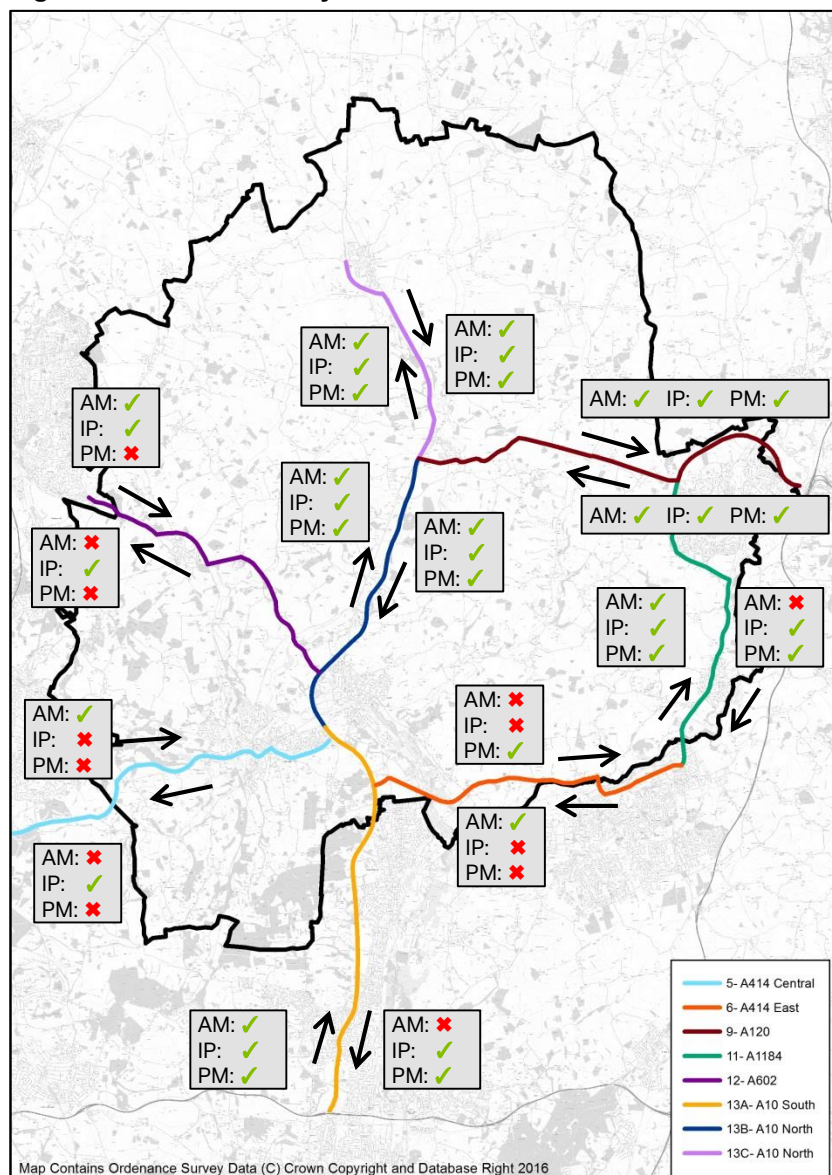 AM: ✓
IP: ✓
PM: ✓
AM: ✓
IP: ✓
PM: ✓
AM: ✓ IP: ✓ PM: ✓
AM: ✓
IP: ✓
PM: ✖
AM: ✓
IP: ✓
PM: ✓
AM: ✓
IP: ✓
PM: ✓
AM: ✓ IP: ✓ PM: ✓
AM: ✖
IP: ✓
PM: ✖
AM: ✓
IP: ✓
PM: ✓
AM: ✖
IP: ✓
PM: ✓
AM: ✓
IP: ✖
PM: ✖
AM: ✖
IP: ✖
PM: ✓
AM: ✖
IP: ✓
PM: ✖
AM: ✓
IP: ✖
PM: ✖
AM: ✓
IP: ✓
PM: ✓
AM: ✖
IP: ✓
PM: ✓
5- A414 Central
6- A414 East
9- A120
11- A1184
12- A602
13A- A10 South
13B- A10 North
13C- A10 North
Map Contains Ordenance Survey Data (C) Crown Copyright and Database Right 2016